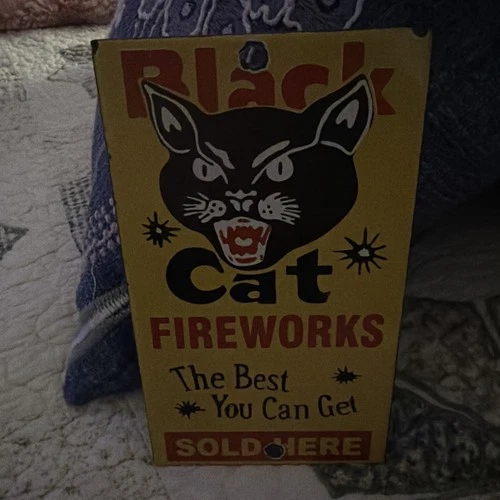 Black
Cat
FIREWORKS
The Best
You Can Get
SOLD HERE